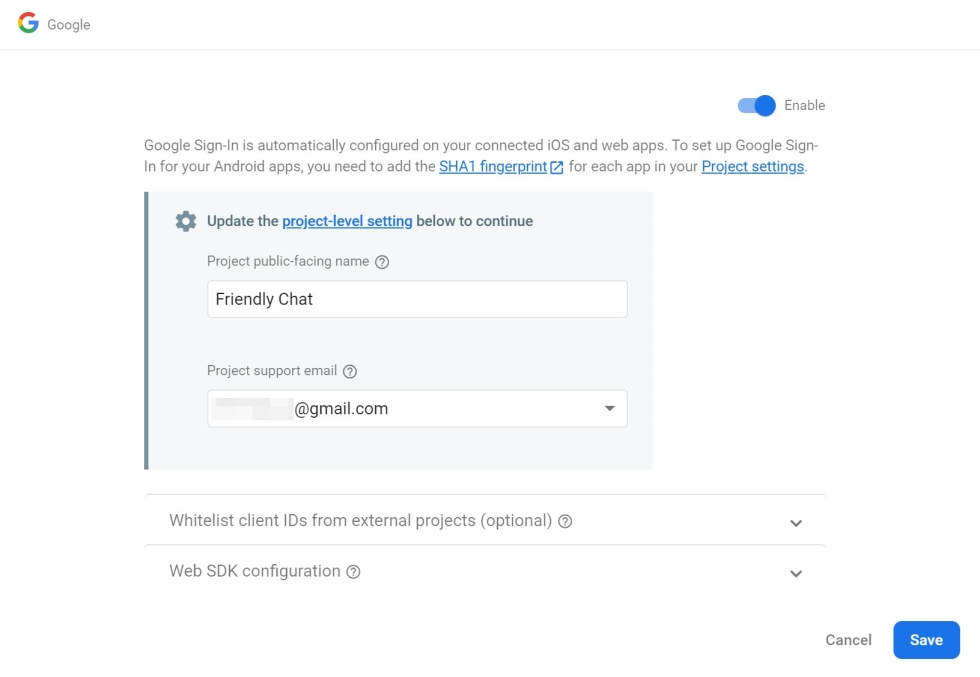 Google
Enable
Google Sign-In is automatically configured on your connected iOS and web apps. To set up Google Sign-
In for your Android apps, you need to add the SHA1 fingerprint for each app in your Project settings.
Update the project-level setting below to continue
Project public-facing name
Friendly Chat
Project support email
@gmail.com
Whitelist client IDs from external projects (optional)
Web SDK configuration
Cancel
Save